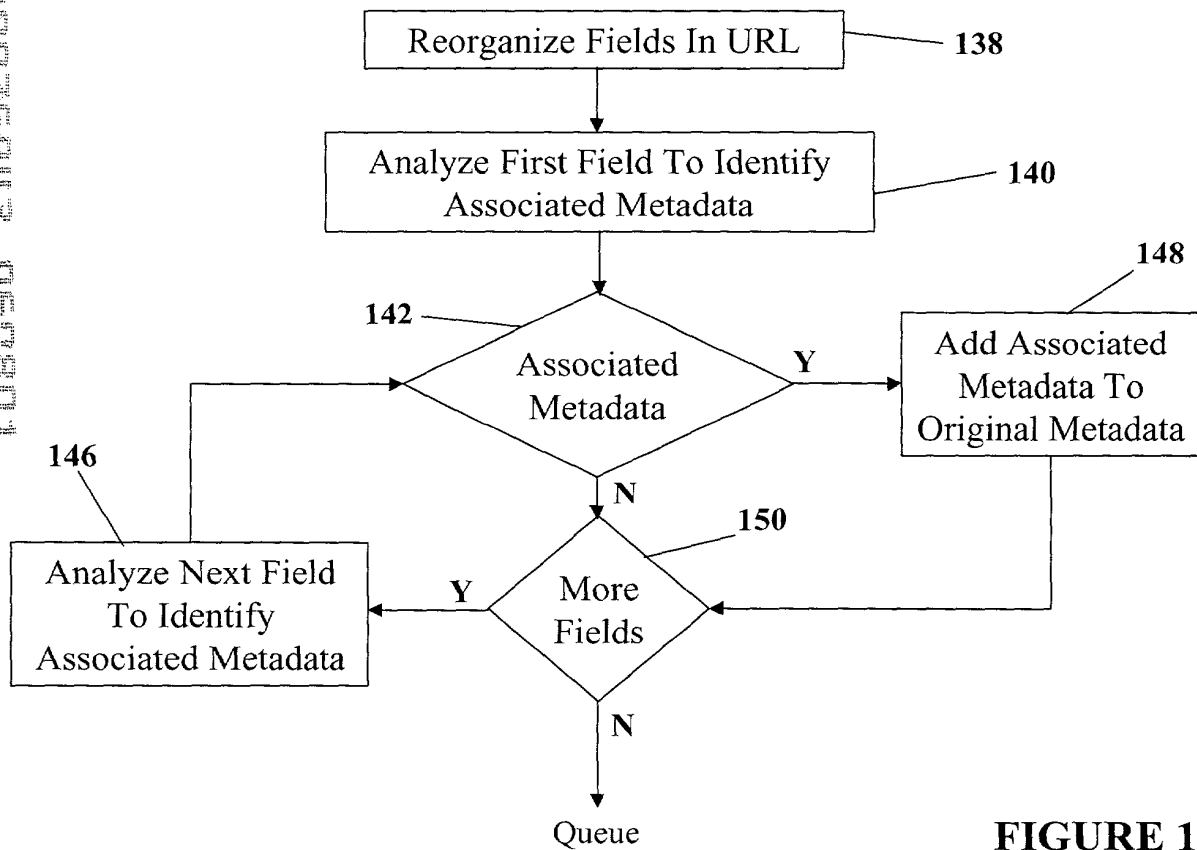 Reorganize Fields In URL
138
Analyze First Field To Identify
Associated Metadata
140
142
Associated
Metadata
Y
148
Add Associated
Metadata To
Original Metadata
N
146
Analyze Next Field
To Identify
Associated Metadata
Y
150
More
Fields
N
Queue
FIGURE 1